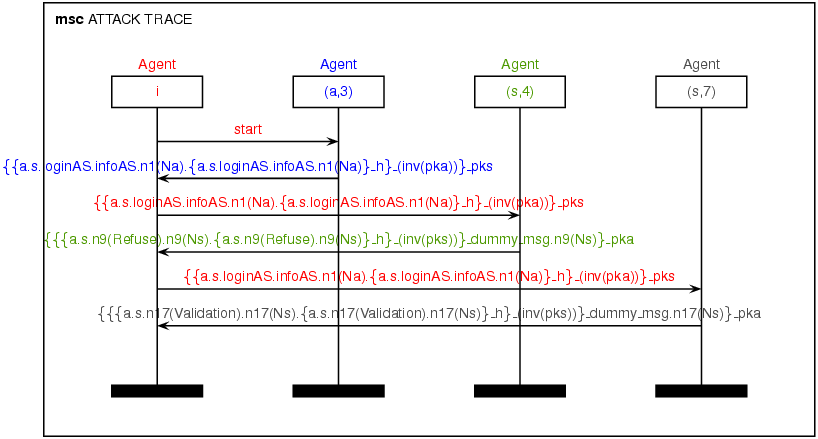 msc ATTACK TRACE
Agent Agent Agent Agent
i (a,3) (s,4) (s,7)
start
{{a.s.loginAS.infoAS.n1(Na).{a.s.loginAS.infoAS.n1(Na)}_h}_(inv(pka))}_pks
{{a.s.loginAS.infoAS.n1(Na).{a.s.loginAS.infoAS.n1(Na)}_h}_(inv(pka))}_pks
{{{a.s.n9(Refuse).n9(Ns).{a.s.n9(Refuse).n9(Ns)}_h}_(inv(pks))}_dummy_msg.n9(Ns)}_pka
{{a.s.loginAS.infoAS.n1(Na).{a.s.loginAS.infoAS.n1(Na)}_h}_(inv(pka))}_pks
{{{a.s.n17(Validation).n17(Ns).{a.s.n17(Validation).n17(Ns)}_h}_(inv(pks))}_dummy_msg.n17(Ns)}_pka